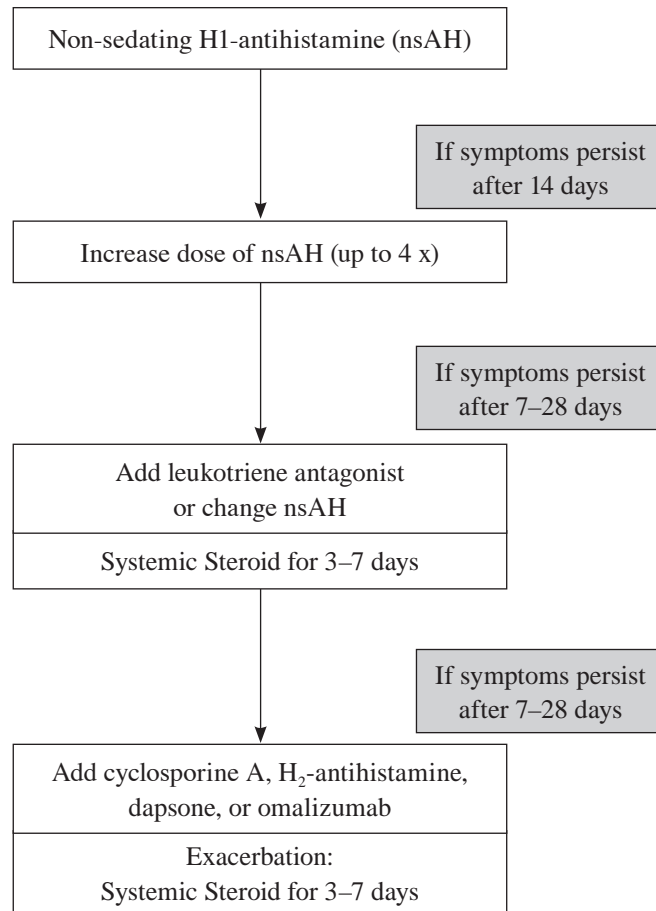 Non-sedating H1-antihistamine (nsAH)
If symptoms persist
after 14 days
Increase dose of nsAH (up to 4 x)
If symptoms persist
after 7–28 days
Add leukotriene antagonist
or change nsAH
Systemic Steroid for 3–7 days
If symptoms persist
after 7–28 days
Add cyclosporine A, H₂-antihistamine,
dapsone, or omalizumab
Exacerbation:
Systemic Steroid for 3–7 days